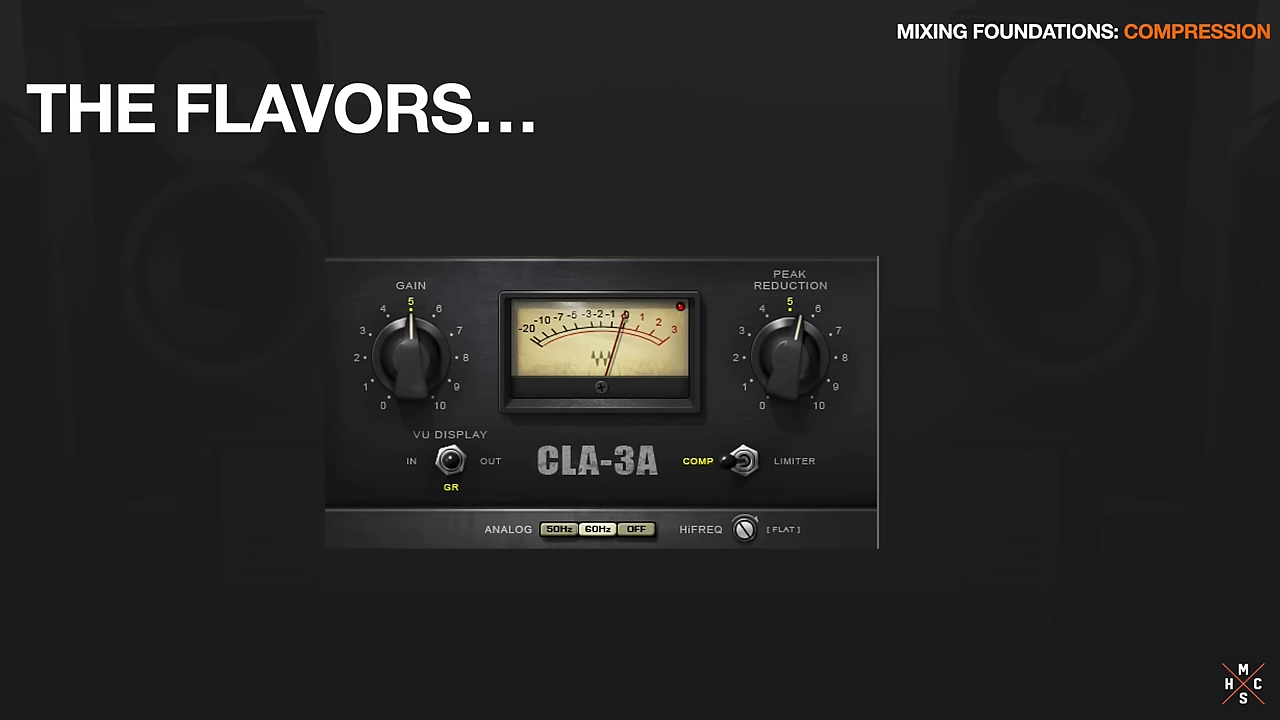 MIXING FOUNDATIONS: COMPRESSION
THE FLAVORS...
GAIN
0 1 2 3 4 5 6 7 8 9 10
-20 -10 -7 -5 -3 -2 -1 0 1 2 3
PEAK
REDUCTION
0 1 2 3 4 5 6 7 8 9 10
VU DISPLAY
IN OUT
GR
CLA-3A
COMP LIMITER
ANALOG 50Hz 60Hz OFF HiFREQ [ FLAT ]
M
H C
S